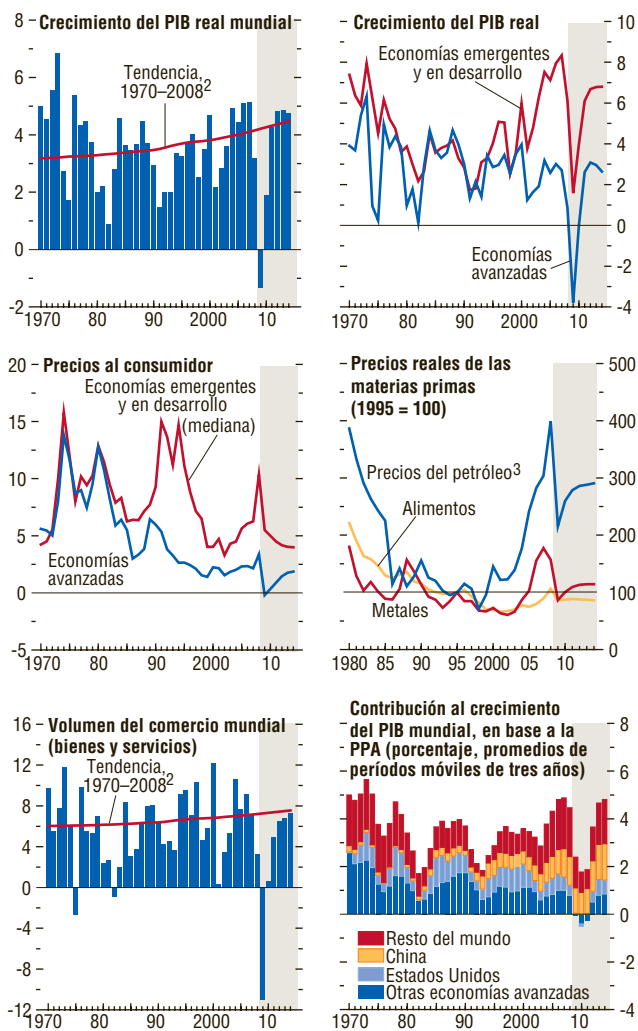 Crecimiento del PIB real mundial
8
6
4
2
0
-2
Tendencia,
1970–2008²
1970 80 90 2000 10
Crecimiento del PIB real
10
8
6
4
2
0
-2
-4
Economías emergentes
y en desarrollo
Economías
avanzadas
1970 80 90 2000 10
Precios al consumidor
20
15
10
5
0
-5
Economías emergentes
y en desarrollo
(mediana)
Economías
avanzadas
1970 80 90 2000 10
Precios reales de las
materias primas
(1995 = 100)
500
400
300
200
100
0
Precios del petróleo³
Alimentos
Metales
1980 85 90 95 2000 05 10
Volumen del comercio mundial
(bienes y servicios)
16
12
8
4
0
-4
-8
-12
Tendencia,
1970–2008²
1970 80 90 2000 10
Contribución al crecimiento
del PIB mundial, en base a la
PPA (porcentaje, promedios de
períodos móviles de tres años)
8
6
4
2
0
-2
-4
Resto del mundo
China
Estados Unidos
Otras economías avanzadas
1970 80 90 2000 10